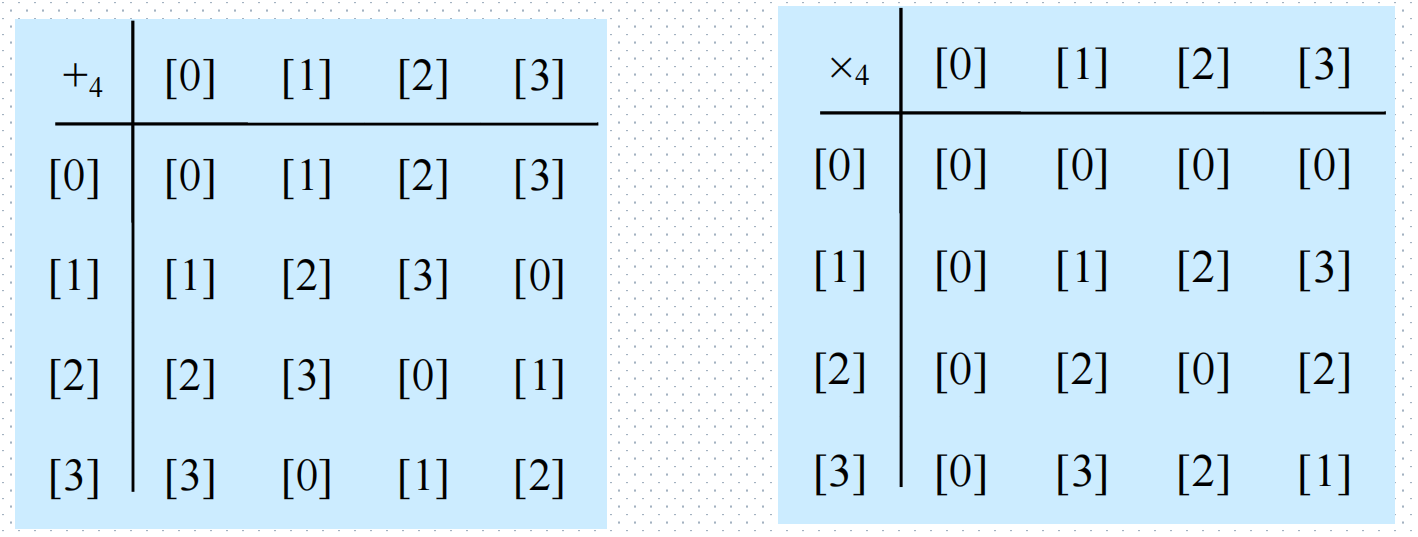 +₄ [0] [1] [2] [3]
[0] [0] [1] [2] [3]
[1] [1] [2] [3] [0]
[2] [2] [3] [0] [1]
[3] [3] [0] [1] [2]
×₄ [0] [1] [2] [3]
[0] [0] [0] [0] [0]
[1] [0] [1] [2] [3]
[2] [0] [2] [0] [2]
[3] [0] [3] [2] [1]